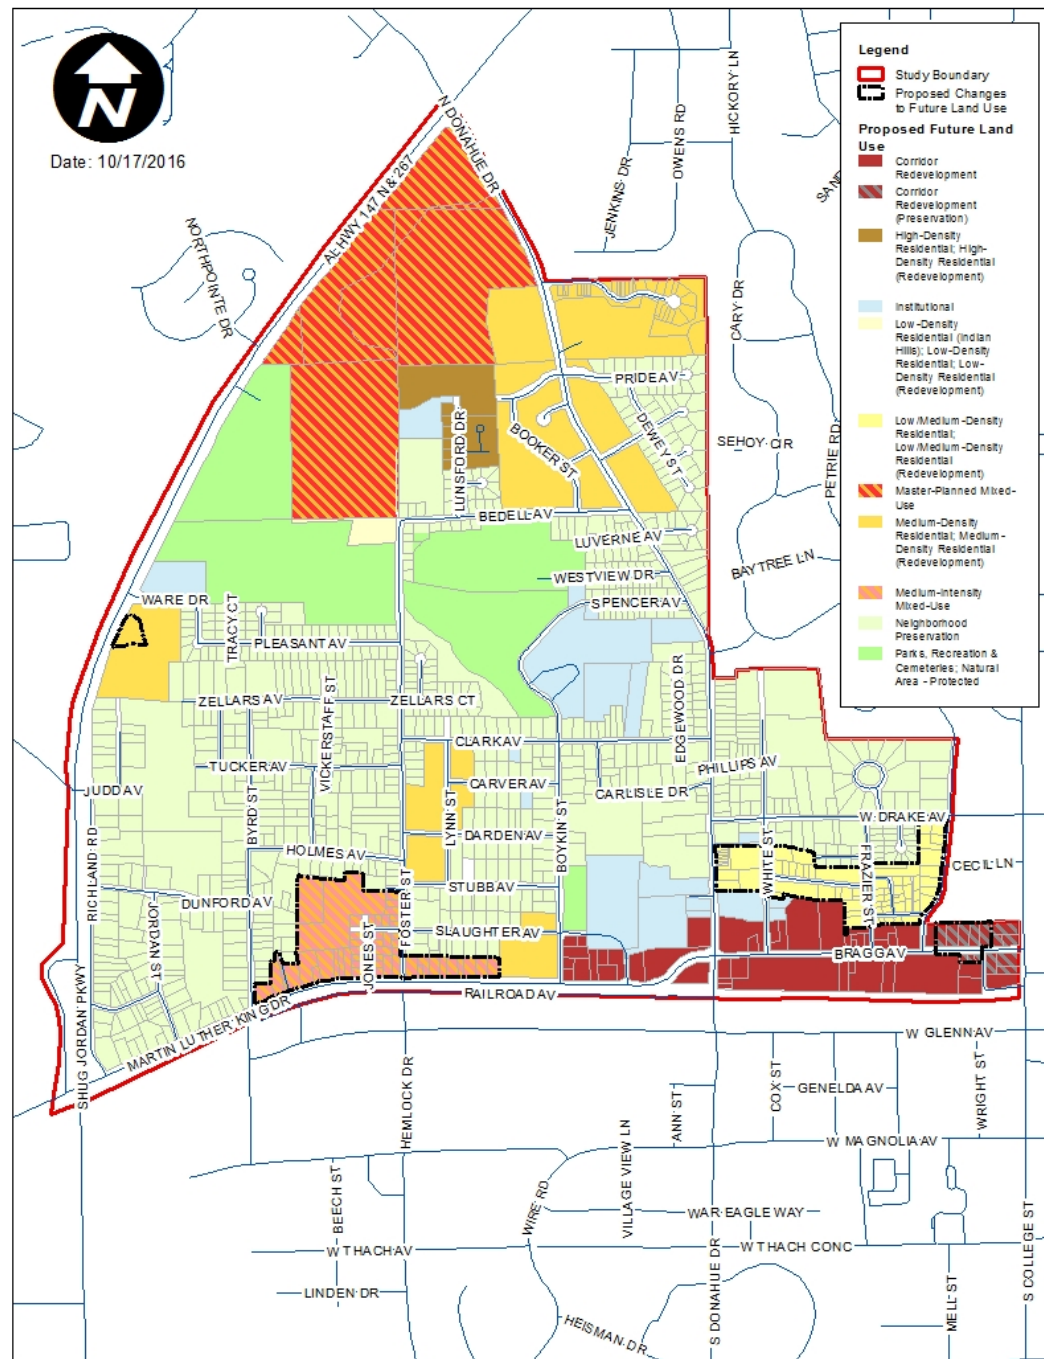 N
Date: 10/17/2016
Legend
Study Boundary
Proposed Changes
to Future Land Use
Proposed Future Land
Use
Corridor
Redevelopment
Corridor
Redevelopment
(Preservation)
High-Density
Residential; High-
Density Residential
(Redevelopment)
Institutional
Low-Density
Residential (Indian
Hills); Low-Density
Residential; Low-
Density Residential
(Redevelopment)
Low/Medium-Density
Residential;
Low/Medium-Density
Residential
(Redevelopment)
Master-Planned Mixed-
Use
Medium-Density
Residential; Medium-
Density Residential
(Redevelopment)
Medium-Intensity
Mixed-Use
Neighborhood
Preservation
Parks, Recreation &
Cemeteries; Natural
Area - Protected
N DONAHUE DR
AL HWY 147 N & 267
NORTHPOINTE DR
JENKINS DR
OWENS RD
HICKORY LN
CARY DR
SEHOY CIR
PETRIE RD
BAYTREE LN
PRIDE AV
DEWEY ST
BOOKER ST
LUNSFORD DR
BEDELL AV
LUVERNE AV
WESTVIEW DR
SPENCER AV
WARE DR
TRACY CT
PLEASANT AV
ZELLARS AV
ZELLARS CT
VICKERSTAFF ST
EDGEWOOD DR
CLARK AV
PHILLIPS AV
TUCKER AV
CARVER AV
CARLISLE DR
JUDD AV
BYRD ST
LYNN ST
BOYKIN ST
W DRAKE AV
DARDEN AV
HOLMES AV
WHITE ST
FRAZIER ST
CECIL LN
RICHLAND RD
STUBB AV
DUNFORD AV
JORDAN ST
FOSTER ST
JONES ST
SLAUGHTER AV
BRAGG AV
RAILROAD AV
MARTIN LUTHER KING DR
SHUG JORDAN PKWY
W GLENN AV
HEMLOCK DR
COX ST
GENELDA AV
WRIGHT ST
ANN ST
VILLAGE VIEW LN
W MAGNOLIA AV
BEECH ST
WIRE RD
WAR EAGLE WAY
W THACH AV
W THACH CONC
S DONAHUE DR
S COLLEGE ST
LINDEN DR
HEISMAN DR
MELL ST